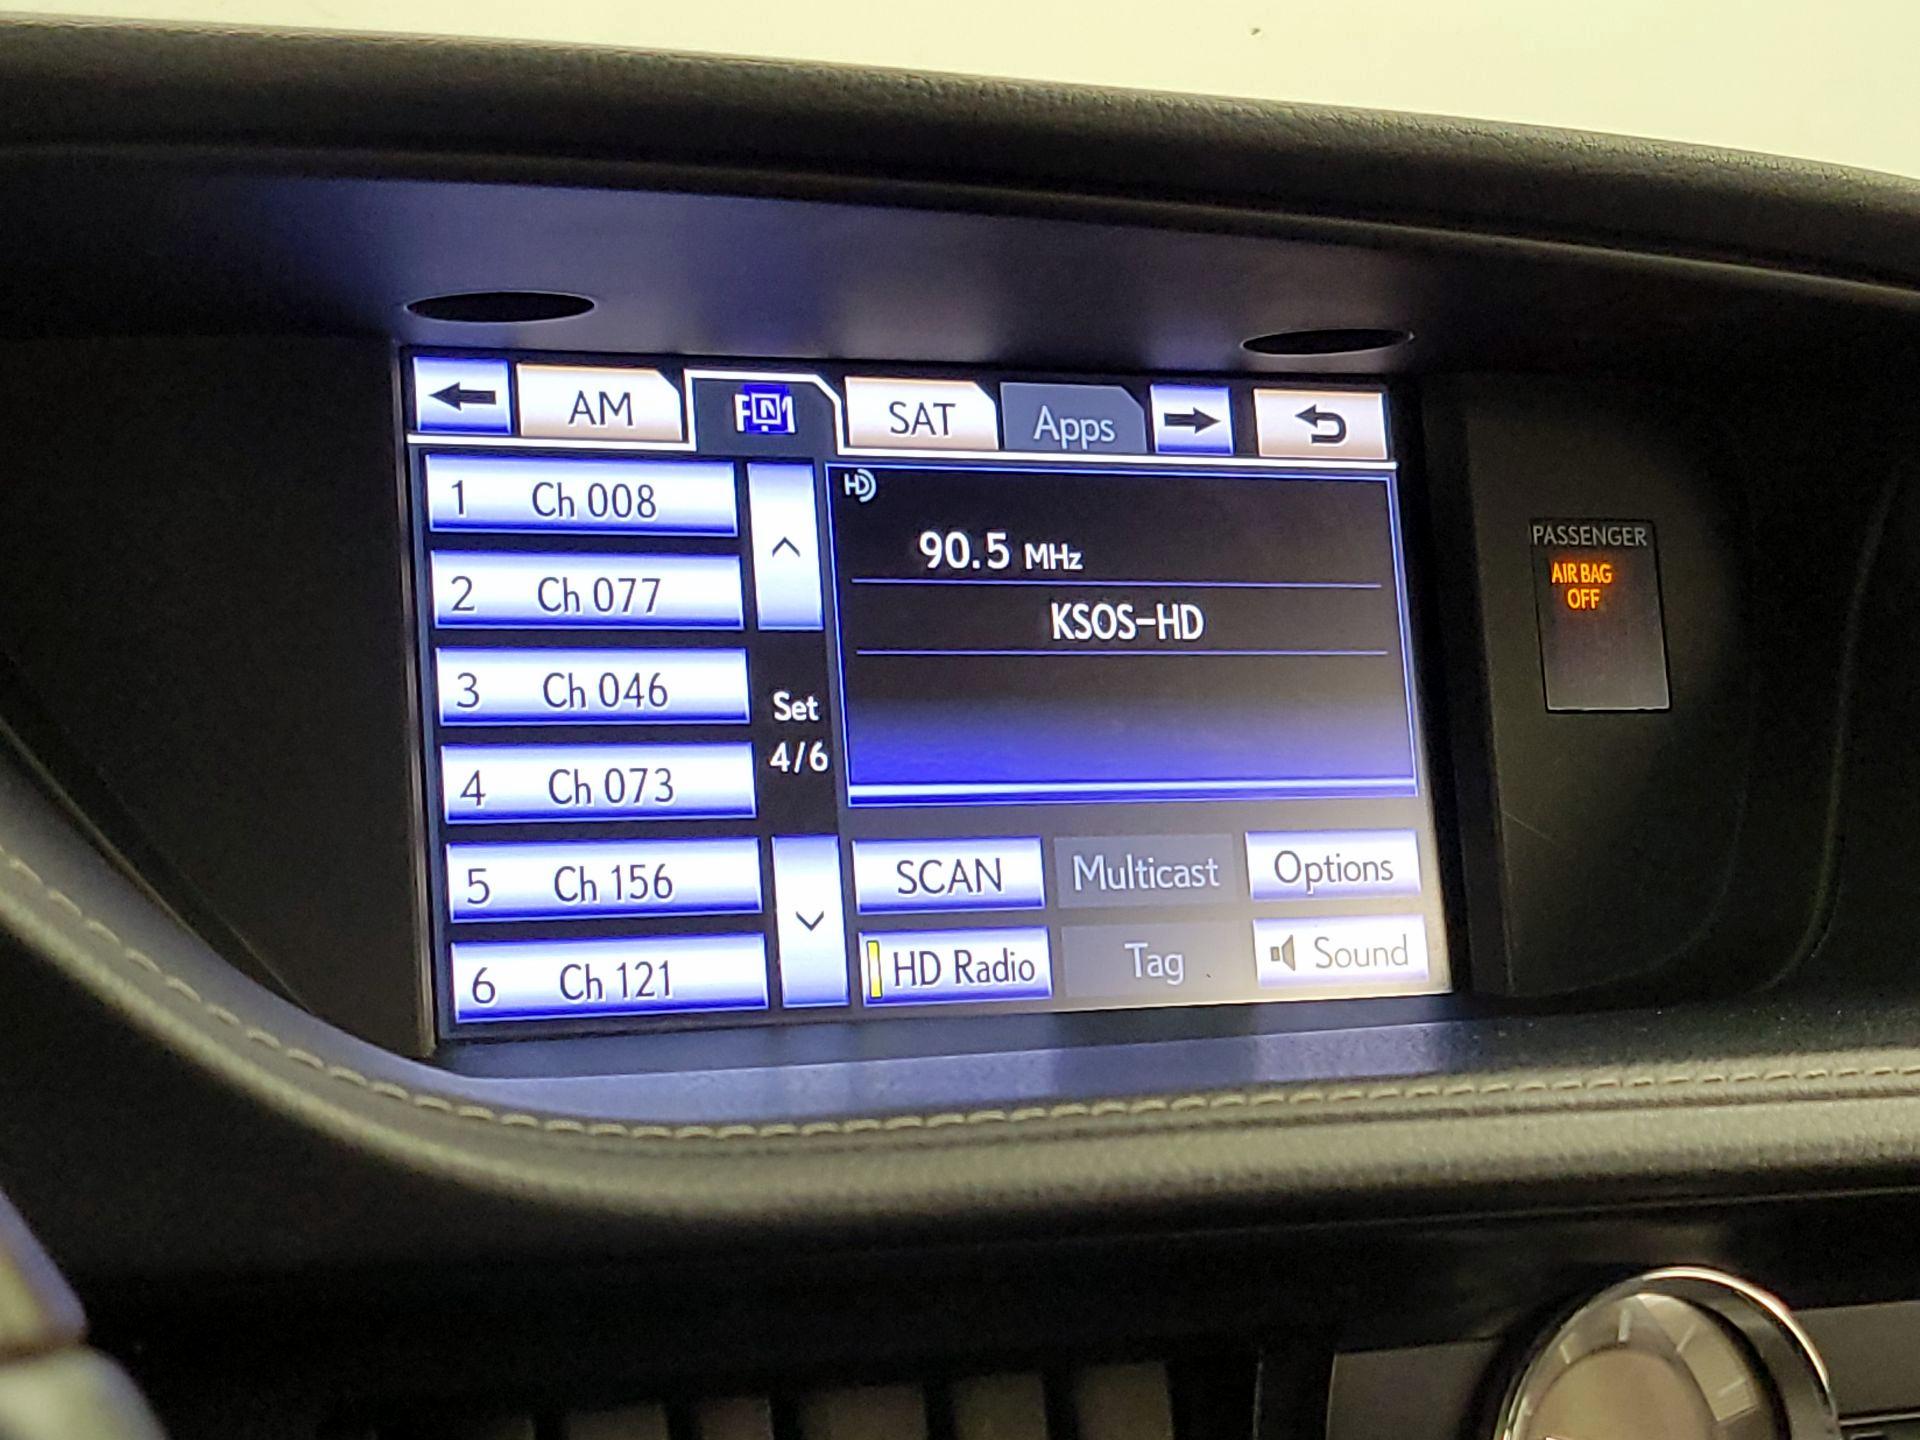 AM
SAT
Apps
1 Ch 008
2 Ch 077
3 Ch 046
4 Ch 073
5 Ch 156
6 Ch 121
Set
4/6
HD
90.5 MHz
KSOS-HD
SCAN
Multicast
Options
HD Radio
Tag
Sound
PASSENGER
AIR BAG
OFF